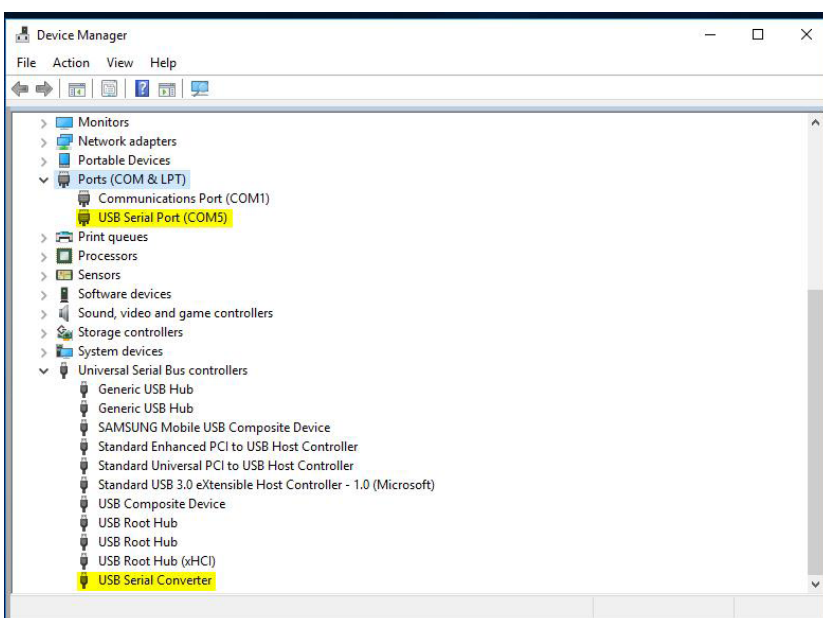 Device Manager
File Action View Help
Monitors
Network adapters
Portable Devices
Ports (COM & LPT)
Communications Port (COM1)
USB Serial Port (COM5)
Print queues
Processors
Sensors
Software devices
Sound, video and game controllers
Storage controllers
System devices
Universal Serial Bus controllers
Generic USB Hub
Generic USB Hub
SAMSUNG Mobile USB Composite Device
Standard Enhanced PCI to USB Host Controller
Standard Universal PCI to USB Host Controller
Standard USB 3.0 eXtensible Host Controller - 1.0 (Microsoft)
USB Composite Device
USB Root Hub
USB Root Hub
USB Root Hub (xHCI)
USB Serial Converter